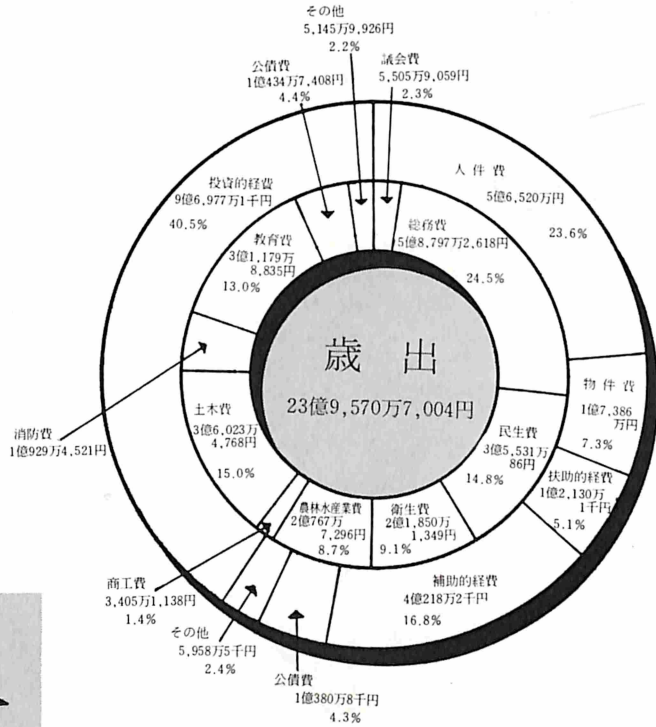 その他
5,145万9,926円
2.2%
公債費
1億434万7,408円
4.4%
議会費
5,505万9,059円
2.3%
人件費
5億6,520万円
23.6%
投資的経費
9億6,977万1千円
40.5%
総務費
5億8,797万2,618円
24.5%
教育費
3億1,179万
8,835円
13.0%
歳出
23億9,570万7,004円
物件費
1億7,386
万円
7.3%
土木費
3億6,023万
4,768円
15.0%
消防費
1億929万4,521円
民生費
3億5,531万
86円
14.8%
扶助的経費
1億2,130万
1千円
5.1%
農林水産業費
2億767万
7,296円
8.7%
衛生費
2億1,850万
1,349円
9.1%
商工費
3,405万1,138円
1.4%
補助的経費
4億218万2千円
16.8%
その他
5,958万5千円
2.4%
公債費
1億380万8千円
4.3%